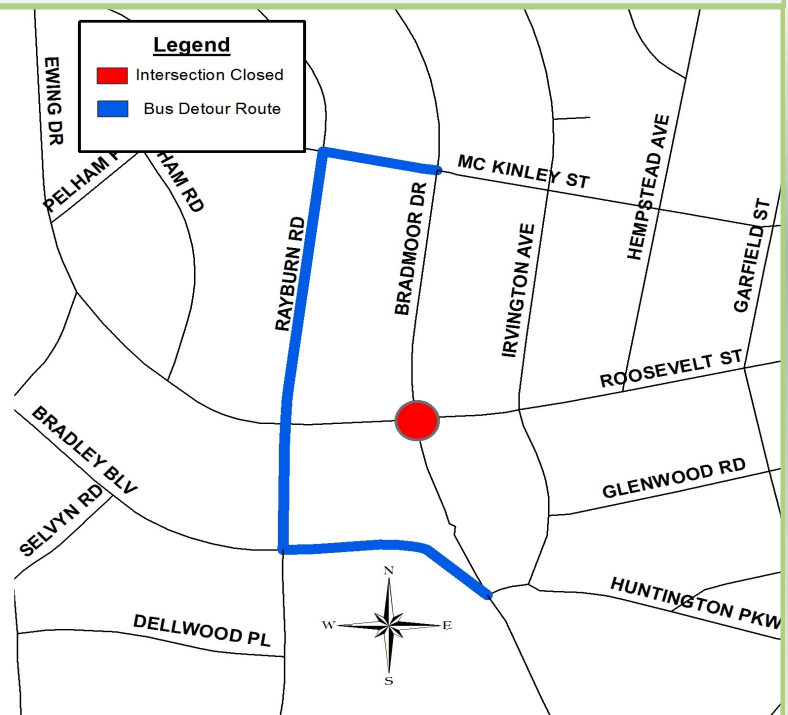 Legend
Intersection Closed
Bus Detour Route
EWING DR
PELHAM
HAM RD
MC KINLEY ST
HEMPSTEAD AVE
BRADMOOR DR
RAYBURN RD
IRVINGTON AVE
GARFIELD ST
ROOSEVELT ST
BRADLEY BLV
GLENWOOD RD
SELVYN RD
N
W
E
S
HUNTINGTON PKW
DELLWOOD PL